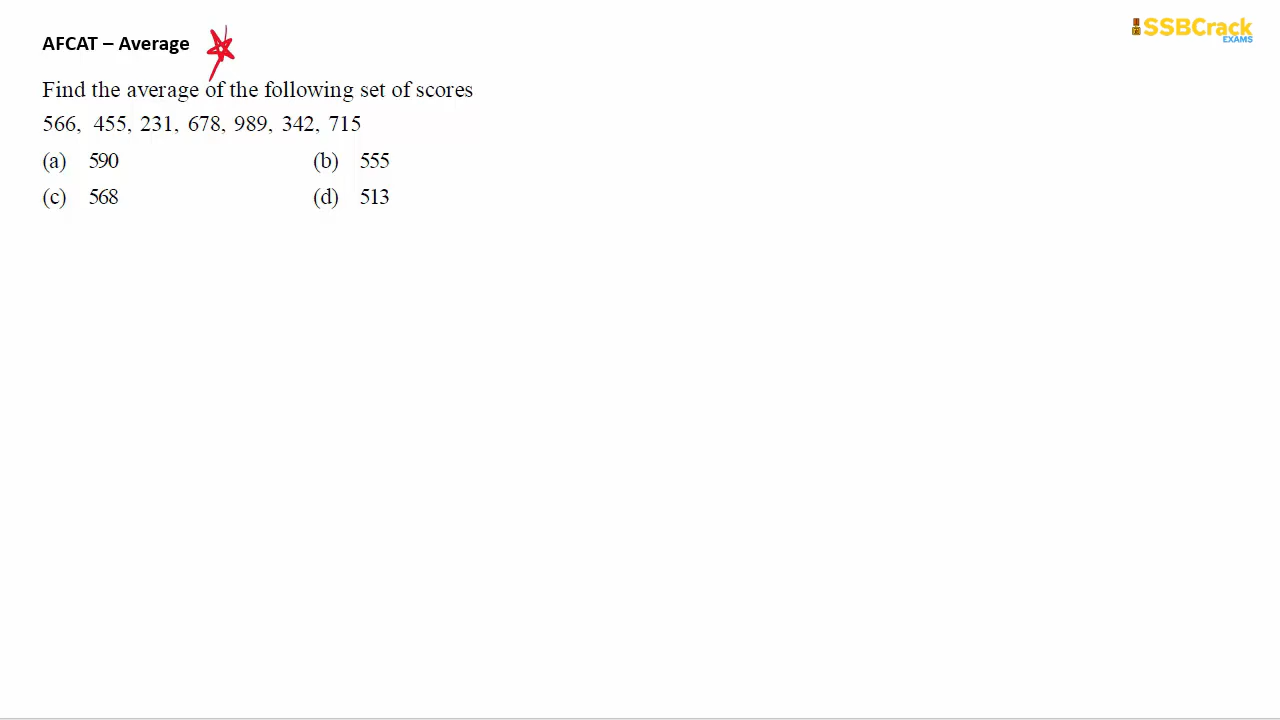 SSBCrack
EXAMS
AFCAT – Average
Find the average of the following set of scores
566, 455, 231, 678, 989, 342, 715
(a) 590 (b) 555
(c) 568 (d) 513